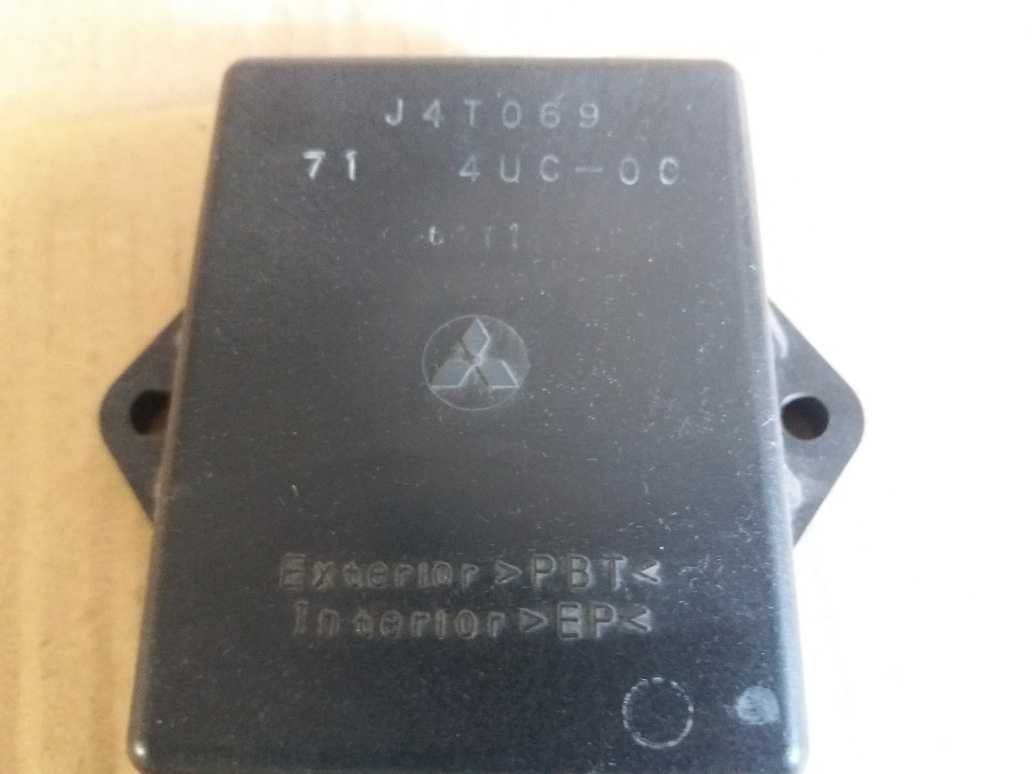 J4T069
71 4UC-00
Exterior>PBT<
Interior>EP<